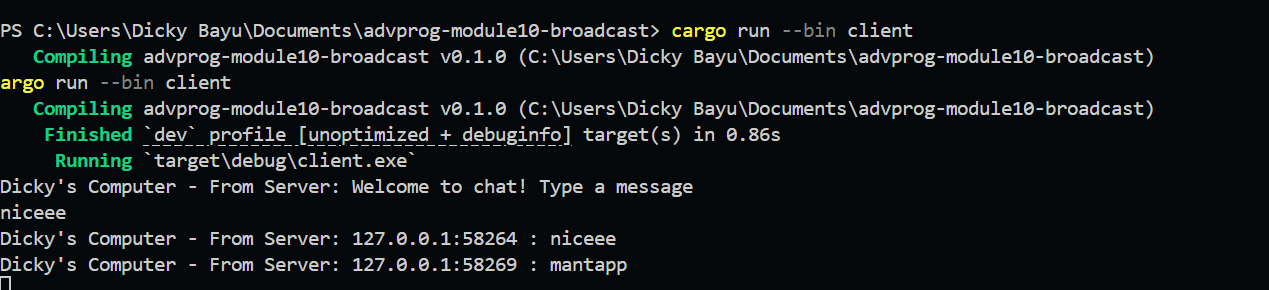 PS C:\Users\Dicky Bayu\Documents\advprog-module10-broadcast> cargo run --bin client
   Compiling advprog-module10-broadcast v0.1.0 (C:\Users\Dicky Bayu\Documents\advprog-module10-broadcast)
argo run --bin client
   Compiling advprog-module10-broadcast v0.1.0 (C:\Users\Dicky Bayu\Documents\advprog-module10-broadcast)
    Finished `dev` profile [unoptimized + debuginfo] target(s) in 0.86s
     Running `target\debug\client.exe`
Dicky's Computer - From Server: Welcome to chat! Type a message
niceee
Dicky's Computer - From Server: 127.0.0.1:58264 : niceee
Dicky's Computer - From Server: 127.0.0.1:58269 : mantapp